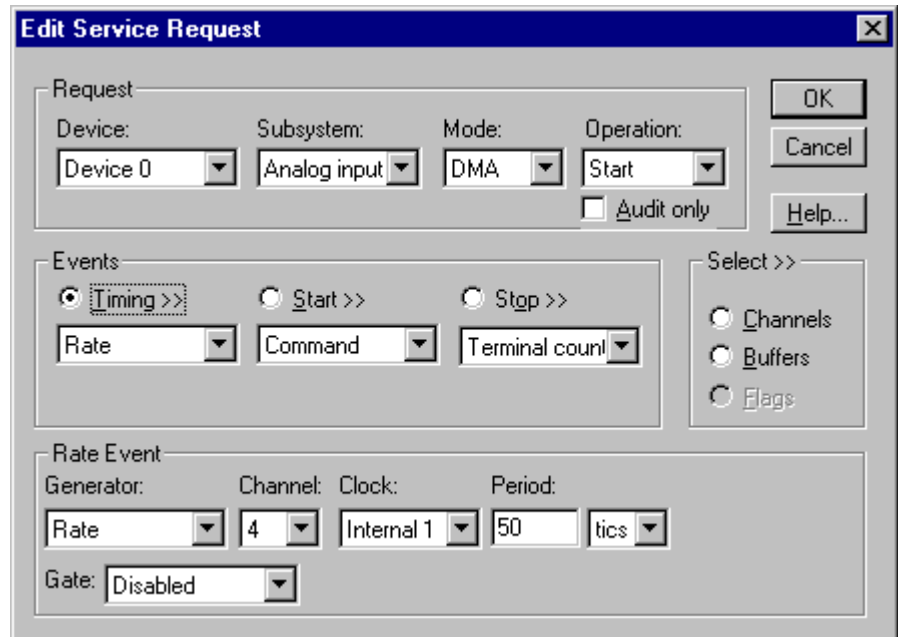 Edit Service Request
Request
OK
Device: Subsystem: Mode: Operation:
Device 0 Analog input DMA Start
Cancel
Audit only
Help...
Events
Select >>
Timing >> Start >> Stop >>
Channels
Rate Command Terminal count
Buffers
Flags
Rate Event
Generator: Channel: Clock: Period:
Rate 4 Internal 1 50 tics
Gate: Disabled